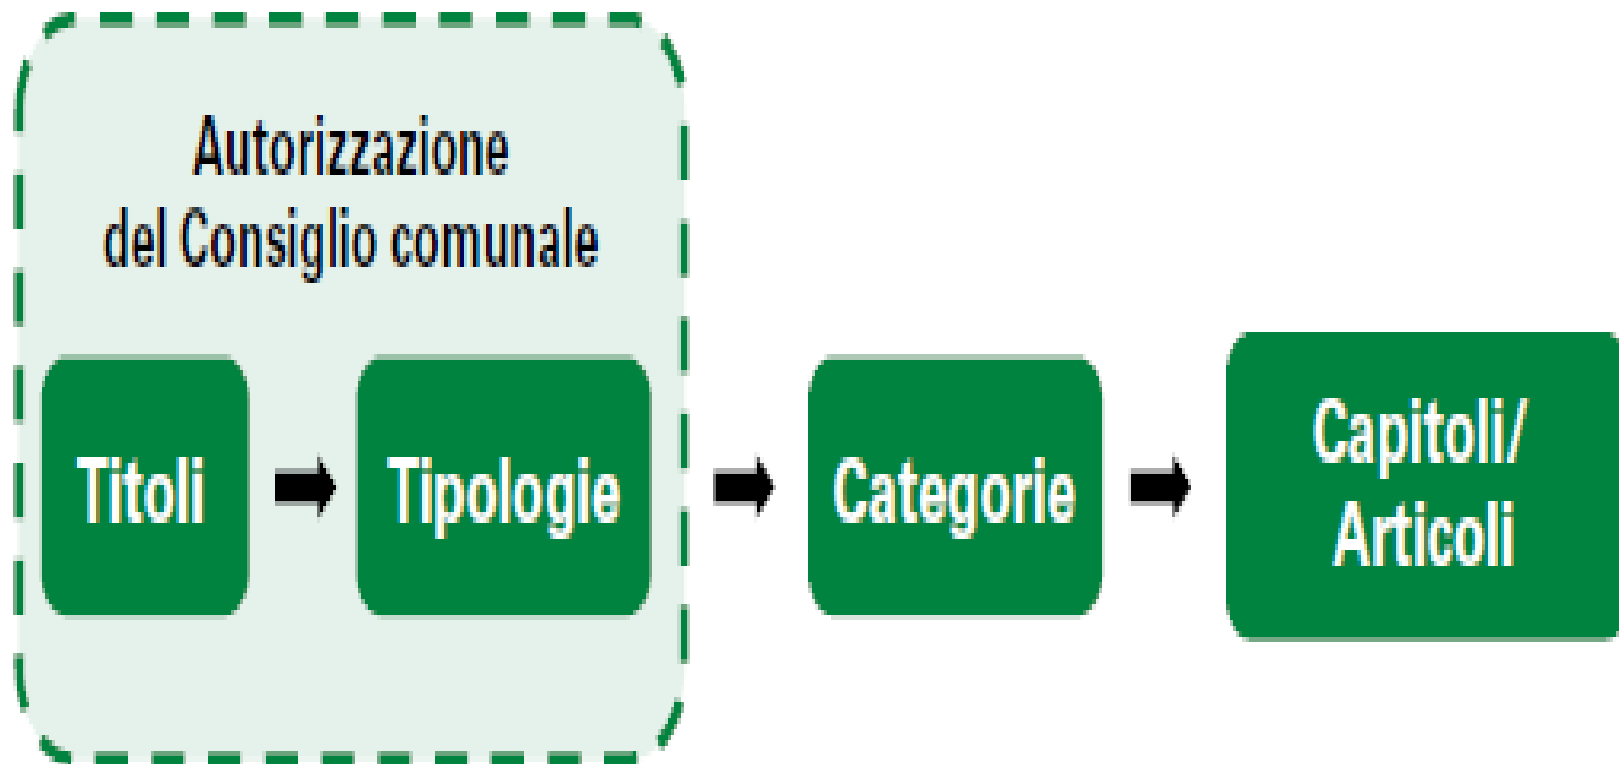 Autorizzazione
del Consiglio comunale
Titoli
Tipologie
Categorie
Capitoli/
Articoli